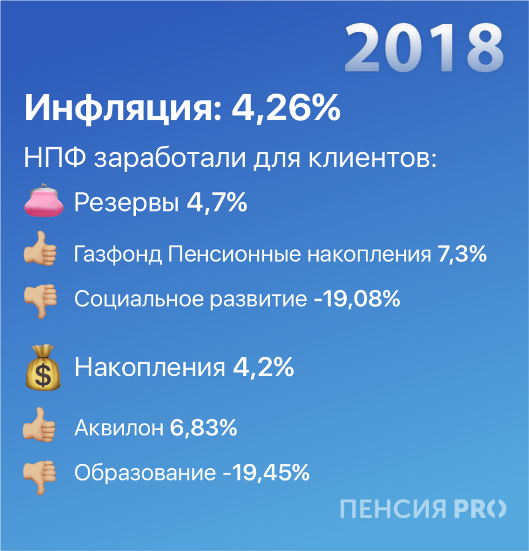 2018
Инфляция: 4,26%
НПФ заработали для клиентов:
Резервы 4,7%
Газфонд Пенсионные накопления 7,3%
Социальное развитие -19,08%
$
Накопления 4,2%
Аквилон 6,83%
Образование -19,45%
ПЕНСИЯ PRO